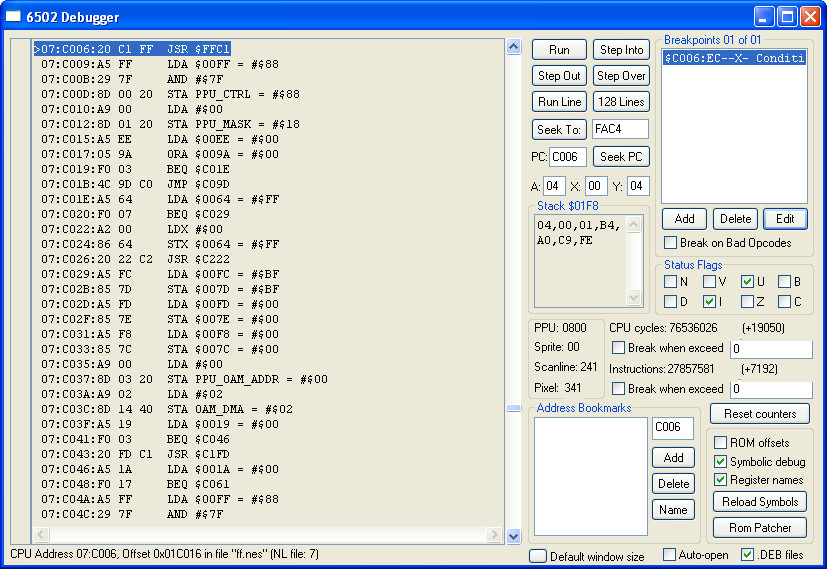 6502 Debugger
>07:C006:20 C1 FF JSR $FFC1
07:C009:A5 FF LDA $00FF = #$88
07:C00B:29 7F AND #$7F
07:C00D:8D 00 20 STA PPU_CTRL = #$88
07:C010:A9 00 LDA #$00
07:C012:8D 01 20 STA PPU_MASK = #$18
07:C015:A5 EE LDA $00EE = #$00
07:C017:05 9A ORA $009A = #$00
07:C019:F0 03 BEQ $C01E
07:C01B:4C 9D C0 JMP $C09D
07:C01E:A5 64 LDA $0064 = #$FF
07:C020:F0 07 BEQ $C029
07:C022:A2 00 LDX #$00
07:C024:86 64 STX $0064 = #$FF
07:C026:20 22 C2 JSR $C222
07:C029:A5 FC LDA $00FC = #$BF
07:C02B:85 7D STA $007D = #$BF
07:C02D:A5 FD LDA $00FD = #$00
07:C02F:85 7E STA $007E = #$00
07:C031:A5 F8 LDA $00F8 = #$00
07:C033:85 7C STA $007C = #$00
07:C035:A9 00 LDA #$00
07:C037:8D 03 20 STA PPU_OAM_ADDR = #$00
07:C03A:A9 02 LDA #$02
07:C03C:8D 14 40 STA OAM_DMA = #$02
07:C03F:A5 19 LDA $0019 = #$00
07:C041:F0 03 BEQ $C046
07:C043:20 FD C1 JSR $C1FD
07:C046:A5 1A LDA $001A = #$00
07:C048:F0 17 BEQ $C061
07:C04A:A5 FF LDA $00FF = #$88
07:C04C:29 7F AND #$7F
CPU Address 07:C006, Offset 0x01C016 in file "ff.nes" (NL file: 7)
Run Step Into
Step Out Step Over
Run Line 128 Lines
Seek To: FAC4
PC: C006 Seek PC
A: 04 X: 00 Y: 04
Stack $01F8
04,00,01,B4,
A0,C9,FE
Breakpoints 01 of 01
$C006:EC--X- Conditi
Add Delete Edit
Break on Bad Opcodes
Status Flags
N V U B
D I Z C
PPU: 0800
Sprite: 00
Scanline: 241
Pixel: 341
CPU cycles: 76536026 (+19050)
Break when exceed 0
Instructions: 27857581 (+7192)
Break when exceed 0
Address Bookmarks
C006
Add
Delete
Name
Reset counters
ROM offsets
Symbolic debug
Register names
Reload Symbols
Rom Patcher
Default window size Auto-open .DEB files